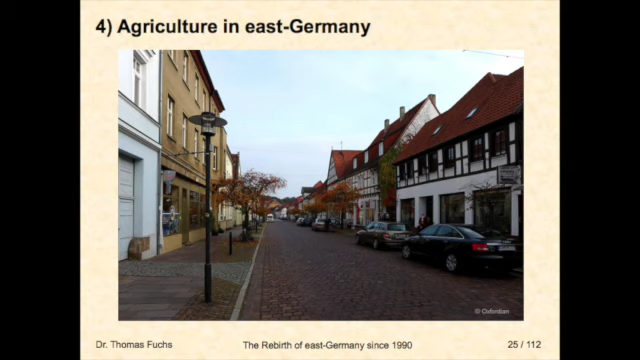 4) Agriculture in east-Germany
© Oxfordian
Dr. Thomas Fuchs
The Rebirth of east-Germany since 1990
25 / 112